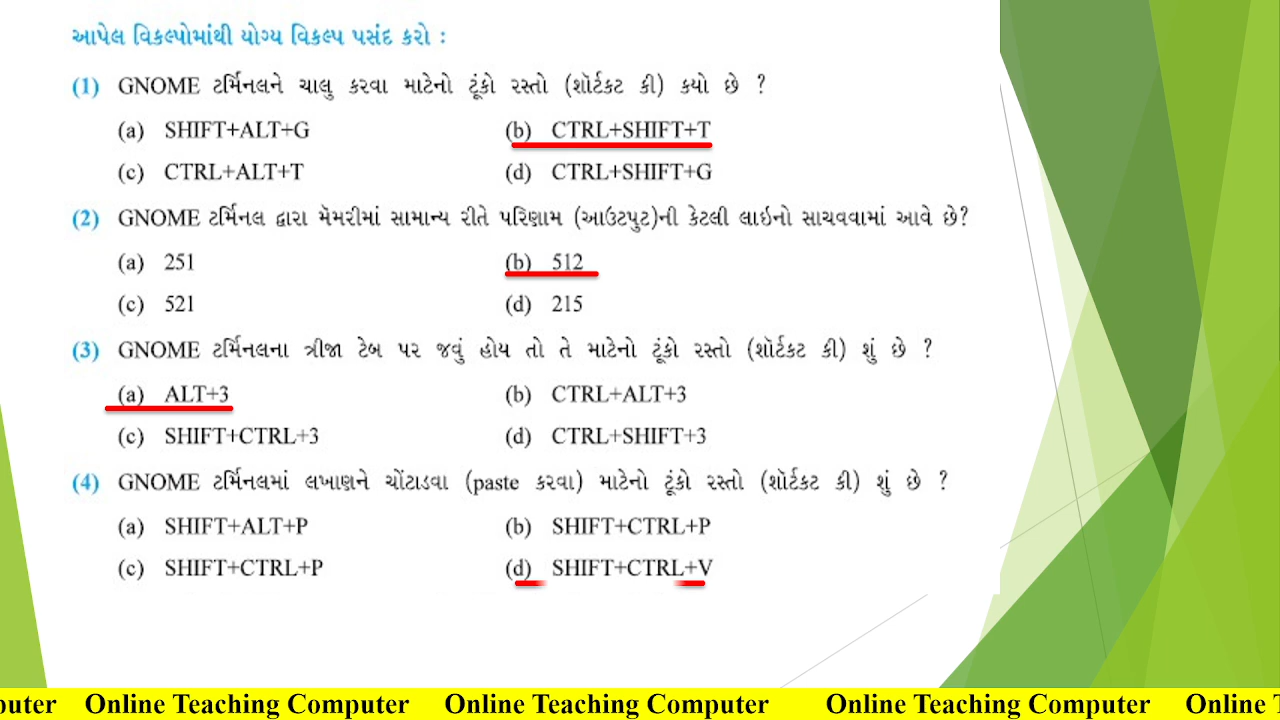 આપેલ વિકલ્પોમાંથી યોગ્ય વિકલ્પ પસંદ કરો :
(1) GNOME ટર્મિનલને ચાલુ કરવા માટેનો ટૂંકો રસ્તો (શૉર્ટકટ કી) કયો છે ?
(a) SHIFT+ALT+G (b) CTRL+SHIFT+T
(c) CTRL+ALT+T (d) CTRL+SHIFT+G
(2) GNOME ટર્મિનલ દ્વારા મૅમરીમાં સામાન્ય રીતે પરિણામ (આઉટપુટ)ની કેટલી લાઇનો સાચવવામાં આવે છે?
(a) 251 (b) 512
(c) 521 (d) 215
(3) GNOME ટર્મિનલના ત્રીજા ટેબ પર જવું હોય તો તે માટેનો ટૂંકો રસ્તો (શૉર્ટકટ કી) શું છે ?
(a) ALT+3 (b) CTRL+ALT+3
(c) SHIFT+CTRL+3 (d) CTRL+SHIFT+3
(4) GNOME ટર્મિનલમાં લખાણને ચોંટાડવા (paste કરવા) માટેનો ટૂંકો રસ્તો (શૉર્ટકટ કી) શું છે ?
(a) SHIFT+ALT+P (b) SHIFT+CTRL+P
(c) SHIFT+CTRL+P (d) SHIFT+CTRL+V
puter Online Teaching Computer Online Teaching Computer Online Teaching Computer Online T